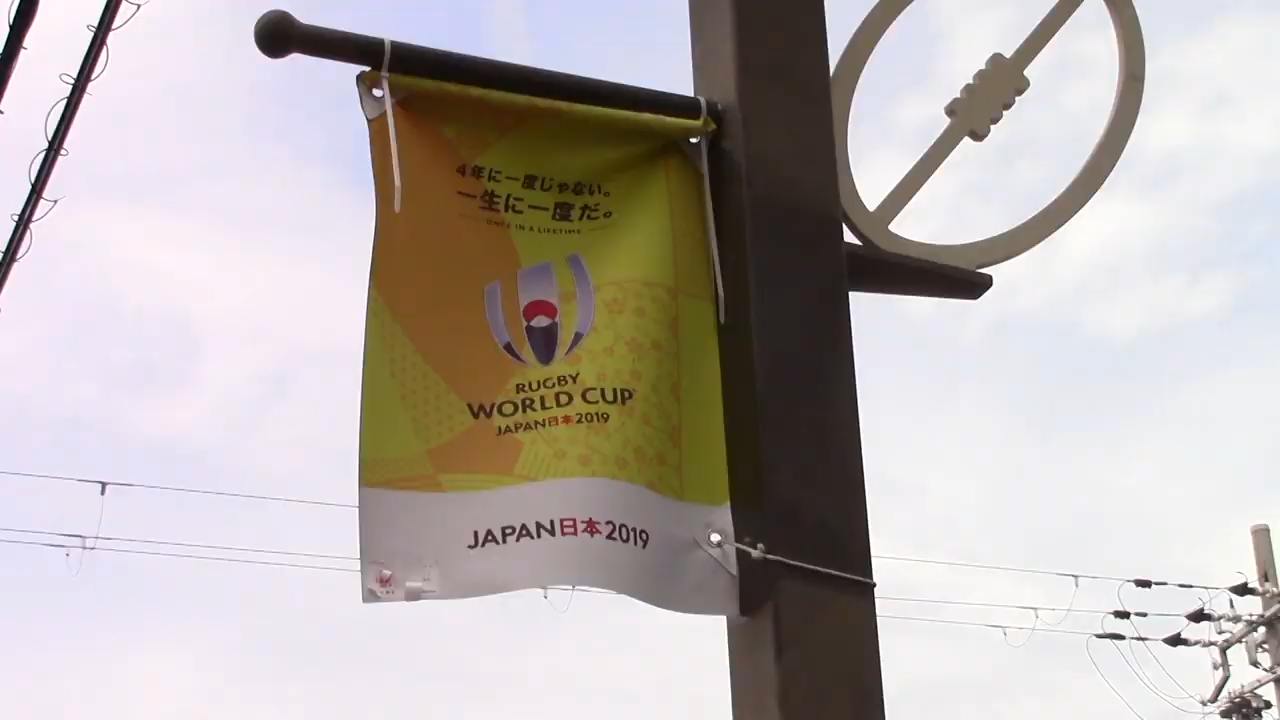 4年に一度じゃない。
一生に一度だ。
ONCE IN A LIFETIME
RUGBY
WORLD CUP
JAPAN日本2019
JAPAN日本2019